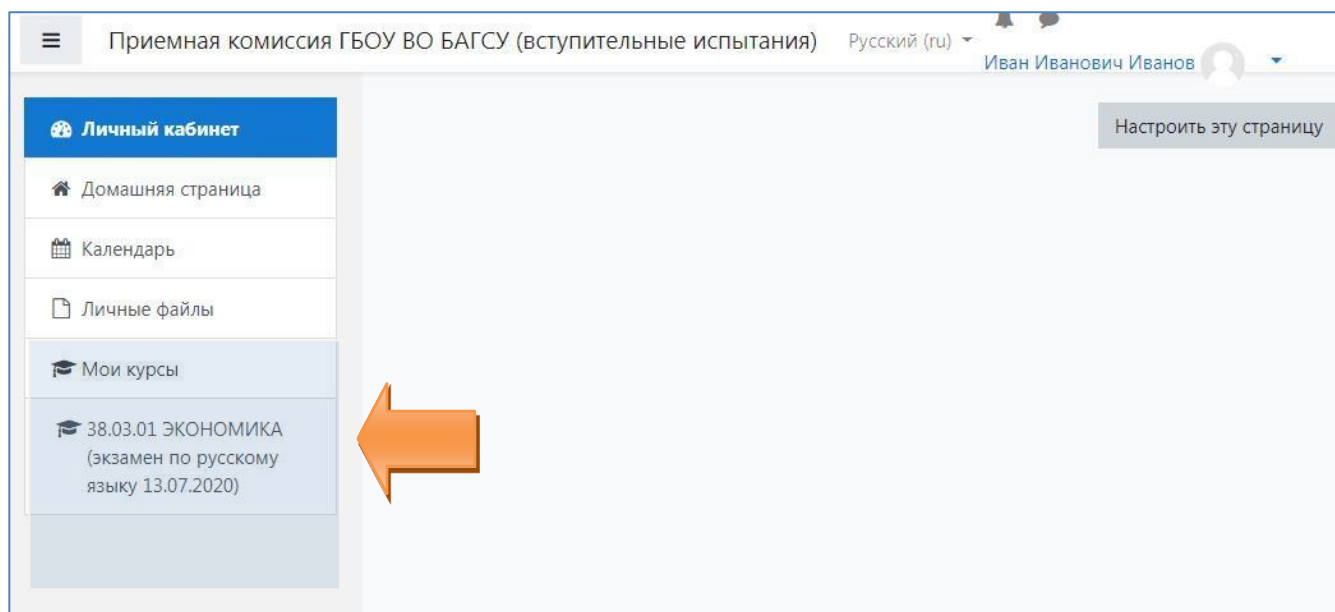 Приемная комиссия ГБОУ ВО БАГСУ (вступительные испытания) Русский (ru)
Иван Иванович Иванов
Личный кабинет
Настроить эту страницу
Домашняя страница
Календарь
Личные файлы
Мои курсы
38.03.01 ЭКОНОМИКА
(экзамен по русскому
языку 13.07.2020)